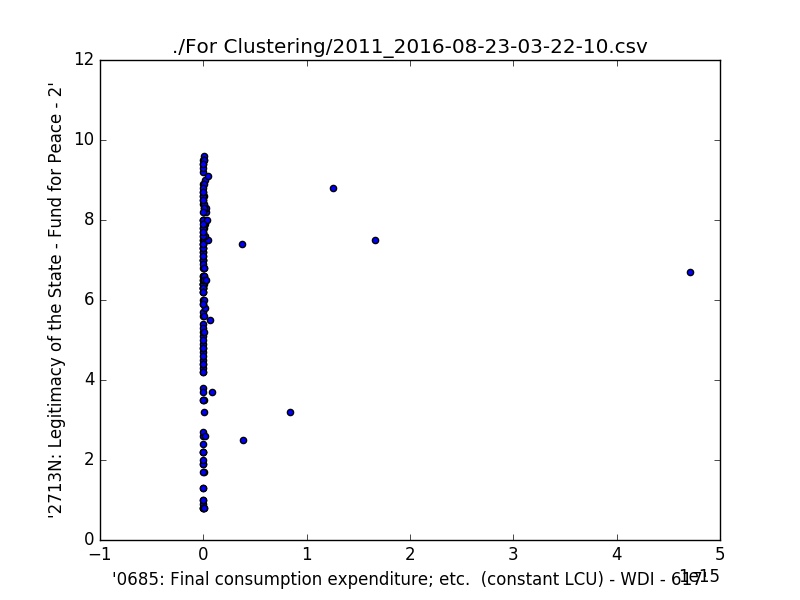 ./For Clustering/2011_2016-08-23-03-22-10.csv
12
10
8
6
4
2
0
'2713N: Legitimacy of the State - Fund for Peace - 2'
−1 0 1 2 3 4 5
1e15
'0685: Final consumption expenditure; etc.  (constant LCU) - WDI - 617'